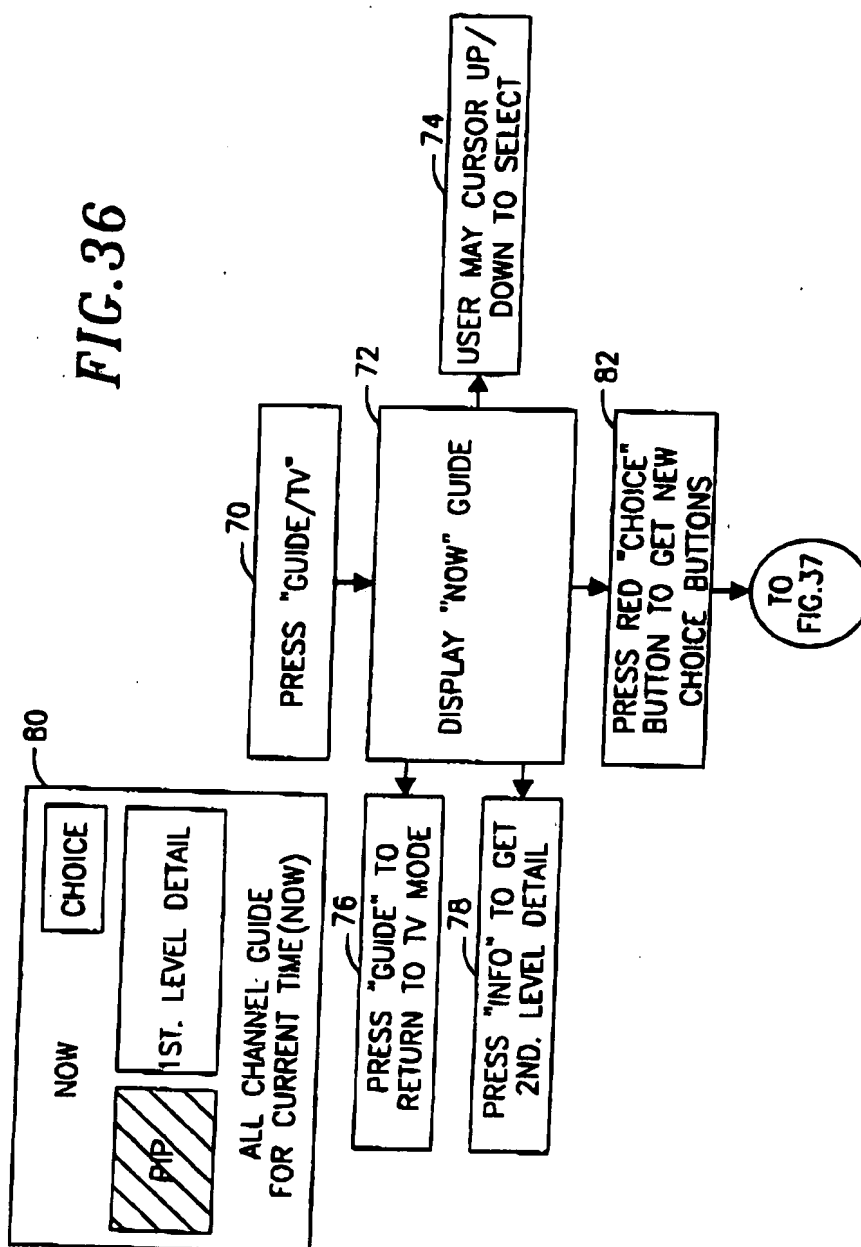 FIG.36
80
NOW
CHOICE
PIP
1ST. LEVEL DETAIL
ALL CHANNEL GUIDE
FOR CURRENT TIME(NOW)
70
PRESS "GUIDE/TV"
72
DISPLAY "NOW" GUIDE
74
USER MAY CURSOR UP/
DOWN TO SELECT
76
PRESS "GUIDE" TO
RETURN TO TV MODE
78
PRESS "INFO" TO GET
2ND. LEVEL DETAIL
82
PRESS RED "CHOICE"
BUTTON TO GET NEW
CHOICE BUTTONS
TO
FIG.37